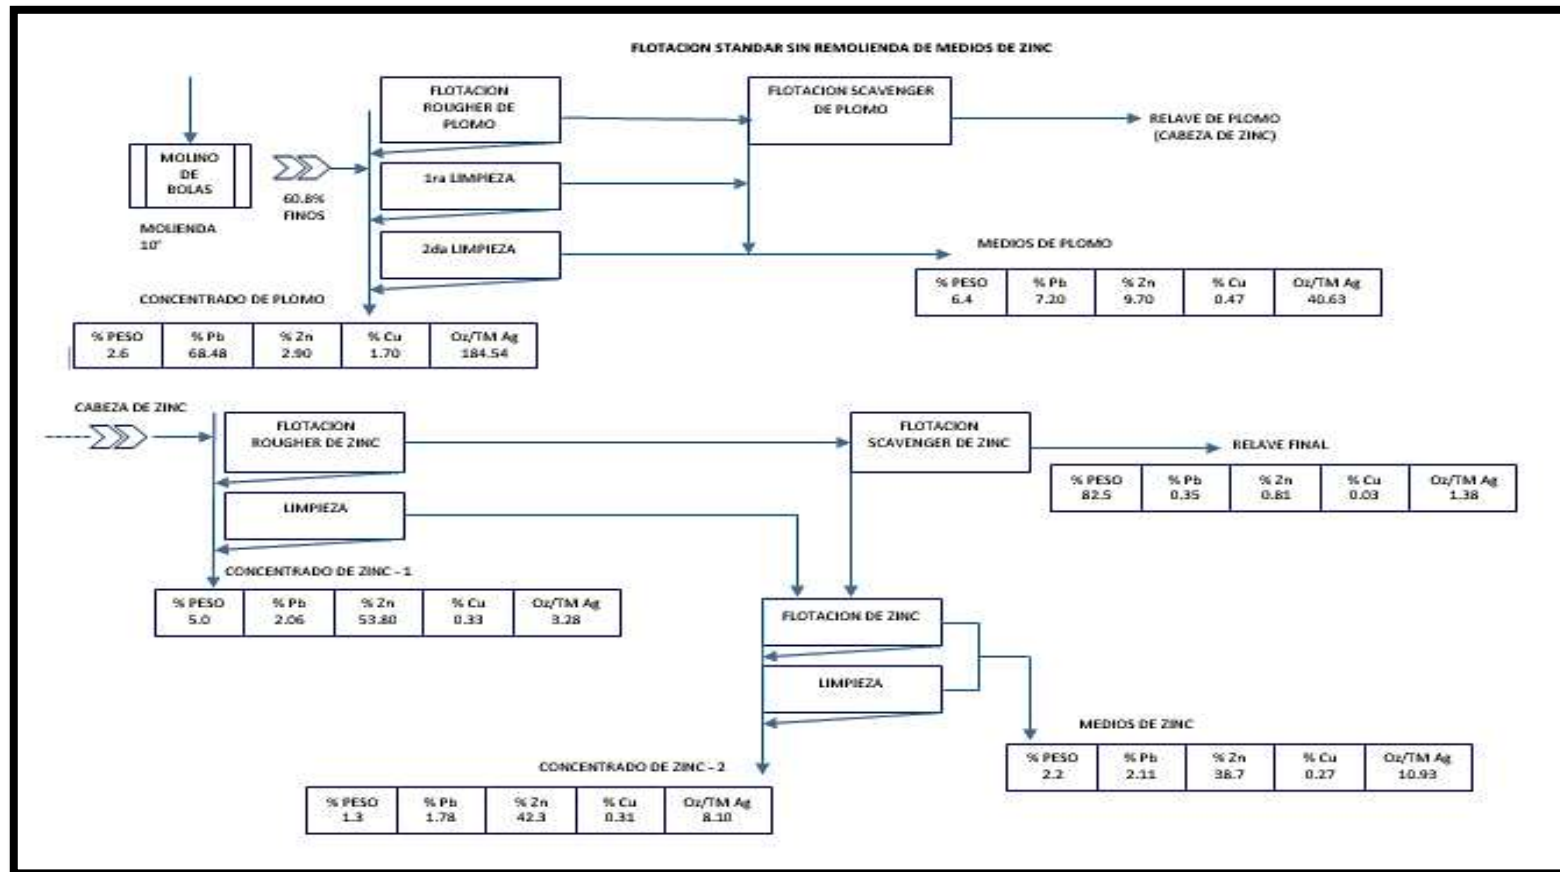 FLOTACION STANDAR SIN REMOLIENDA DE MEDIOS DE ZINC
FLOTACION
ROUGHER DE
PLOMO
FLOTACION SCAVENGER
DE PLOMO
RELAVE DE PLOMO
(CABEZA DE ZINC)
MOLINO
DE
BOLAS
60.8%
FINOS
MOLIENDA
10'
1ra LIMPIEZA
2da LIMPIEZA
MEDIOS DE PLOMO
% PESO % Pb % Zn % Cu Oz/TM Ag
6.4 7.20 9.70 0.47 40.63
CONCENTRADO DE PLOMO
% PESO % Pb % Zn % Cu Oz/TM Ag
2.6 68.48 2.90 1.70 184.54
CABEZA DE ZINC
FLOTACION
ROUGHER DE ZINC
FLOTACION
SCAVENGER DE ZINC
RELAVE FINAL
% PESO % Pb % Zn % Cu Oz/TM Ag
82.5 0.35 0.81 0.03 1.38
LIMPIEZA
CONCENTRADO DE ZINC - 1
% PESO % Pb % Zn % Cu Oz/TM Ag
5.0 2.06 53.80 0.33 3.28
FLOTACION DE ZINC
LIMPIEZA
MEDIOS DE ZINC
% PESO % Pb % Zn % Cu Oz/TM Ag
2.2 2.11 38.7 0.27 10.93
CONCENTRADO DE ZINC - 2
% PESO % Pb % Zn % Cu Oz/TM Ag
1.3 1.78 42.3 0.31 8.10